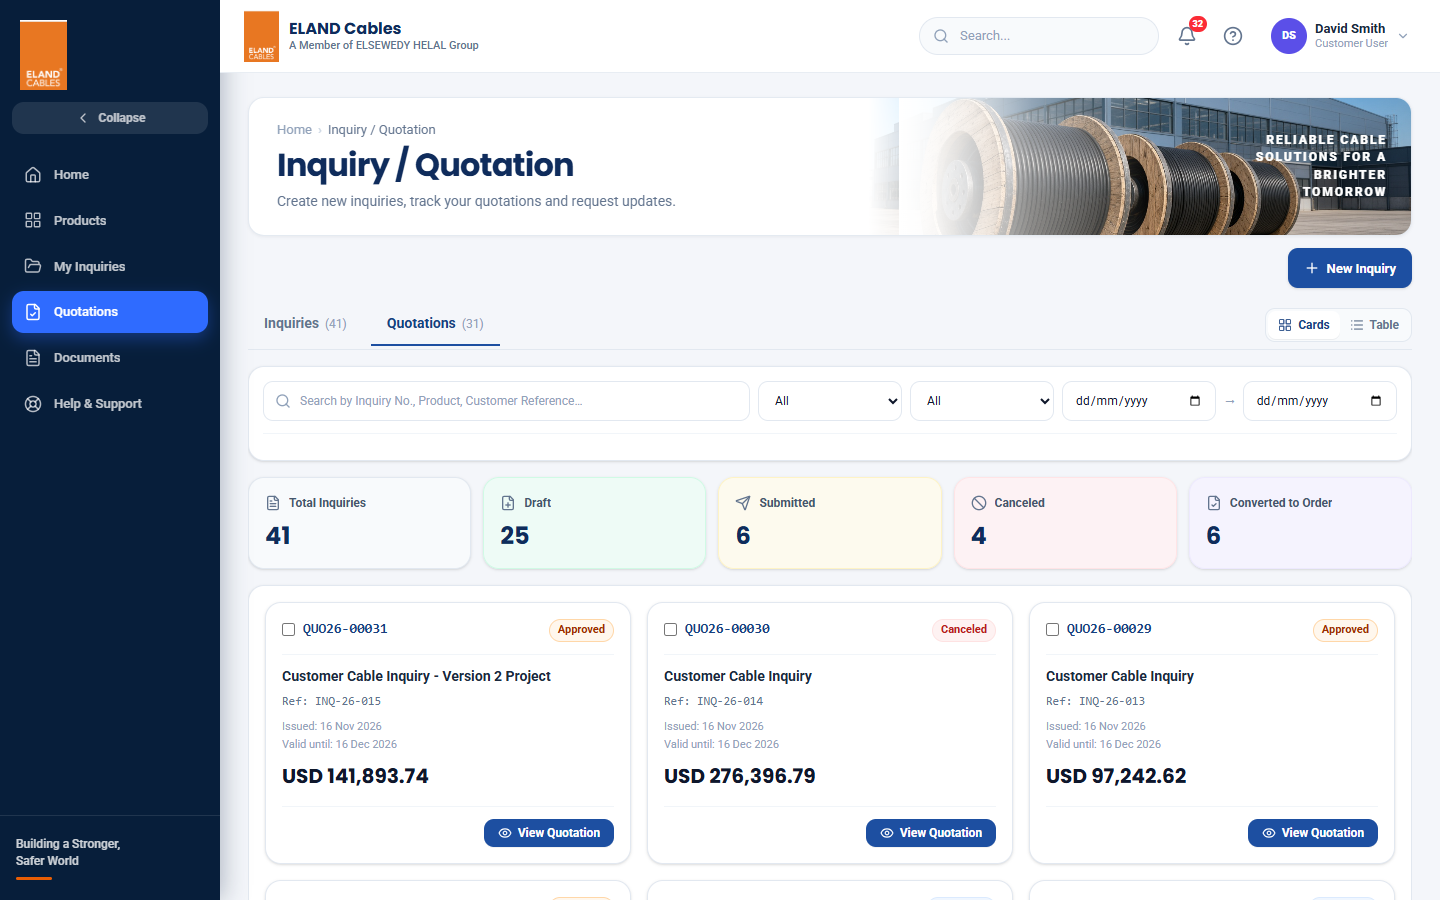 ELAND
CABLES
Collapse
Home
Products
My Inquiries
Quotations
Documents
Help & Support
Building a Stronger,
Safer World
ELAND
CABLES
ELAND Cables
A Member of ELSEWEDY HELAL Group
Search...
32
DS
David Smith
Customer User
Home › Inquiry / Quotation
Inquiry / Quotation
Create new inquiries, track your quotations and request updates.
RELIABLE CABLE
SOLUTIONS FOR A
BRIGHTER
TOMORROW
+ New Inquiry
Inquiries (41)
Quotations (31)
Cards
Table
Search by Inquiry No., Product, Customer Reference...
All
All
dd/mm/yyyy
→
dd/mm/yyyy
Total Inquiries
41
Draft
25
Submitted
6
Canceled
4
Converted to Order
6
QUO26-00031
Approved
Customer Cable Inquiry - Version 2 Project
Ref: INQ-26-015
Issued: 16 Nov 2026
Valid until: 16 Dec 2026
USD 141,893.74
View Quotation
QUO26-00030
Canceled
Customer Cable Inquiry
Ref: INQ-26-014
Issued: 16 Nov 2026
Valid until: 16 Dec 2026
USD 276,396.79
View Quotation
QUO26-00029
Approved
Customer Cable Inquiry
Ref: INQ-26-013
Issued: 16 Nov 2026
Valid until: 16 Dec 2026
USD 97,242.62
View Quotation